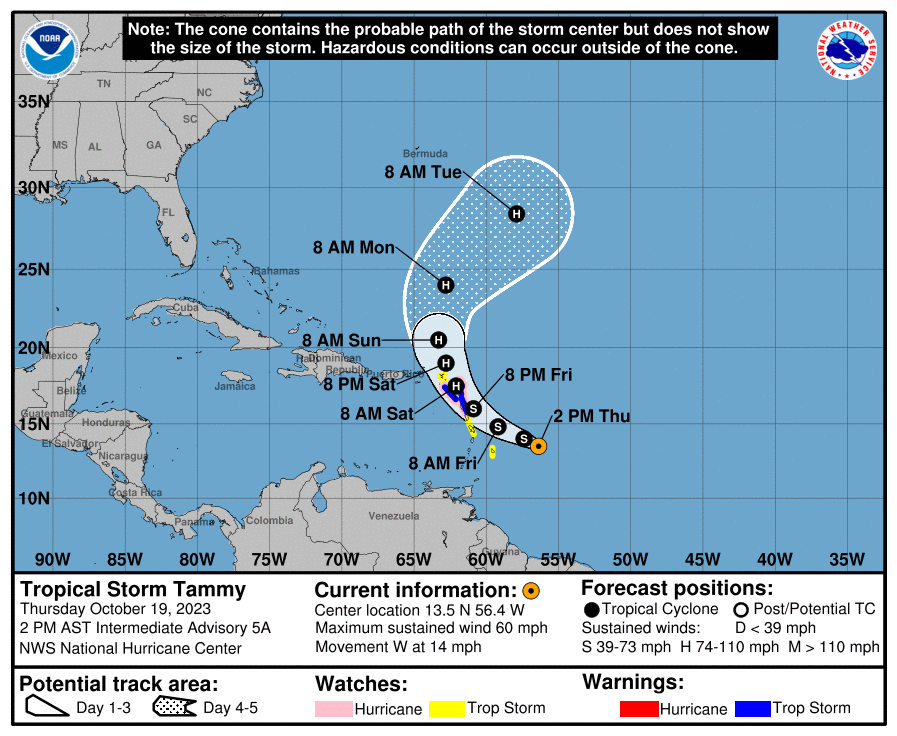 Note: The cone contains the probable path of the storm center but does not show
the size of the storm. Hazardous conditions can occur outside of the cone.
NOAA
NATIONAL WEATHER SERVICE
TN
NC
35N
SC
MS
AL
GA
Bermuda
8 AM Tue
30N
H
FL
8 AM Mon
25N
Bahamas
H
Cuba
8 AM Sun
H
20N
Mexico
Dominican
Republic
Puerto Rico
H
8 PM Sat
8 PM Fri
Jamaica
Belize
H
8 AM Sat
S
2 PM Thu
Guatemala
15N
Honduras
S
S
El Salvador
Nicaragua
8 AM Fri
10N
Costa Rica
Panama
Colombia
Venezuela
Guyana
90W
85W
80W
75W
70W
65W
60W
55W
50W
45W
40W
35W
Tropical Storm Tammy
Thursday October 19, 2023
2 PM AST Intermediate Advisory 5A
NWS National Hurricane Center
Current information:
Center location 13.5 N 56.4 W
Maximum sustained wind 60 mph
Movement W at 14 mph
Forecast positions:
Tropical Cyclone
Post/Potential TC
Sustained winds:
D < 39 mph
S 39-73 mph
H 74-110 mph
M > 110 mph
Potential track area:
Day 1-3
Day 4-5
Watches:
Hurricane
Trop Storm
Warnings:
Hurricane
Trop Storm